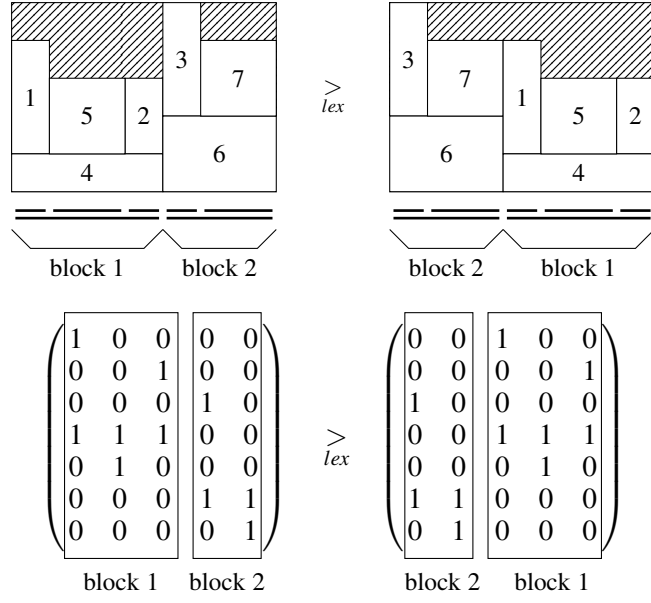 3 3
1 7 > 7 1
lex
5 2 5 2
4 6 6 4
block 1 block 2 block 2 block 1
1 0 0 0 0 0 0 1 0 0
0 0 1 0 0 0 0 0 0 1
0 0 0 1 0 1 0 0 0 0
1 1 1 0 0 > 0 0 1 1 1
lex
0 1 0 0 0 0 0 0 1 0
0 0 0 1 1 1 1 0 0 0
0 0 0 0 1 0 1 0 0 0
block 1 block 2 block 2 block 1